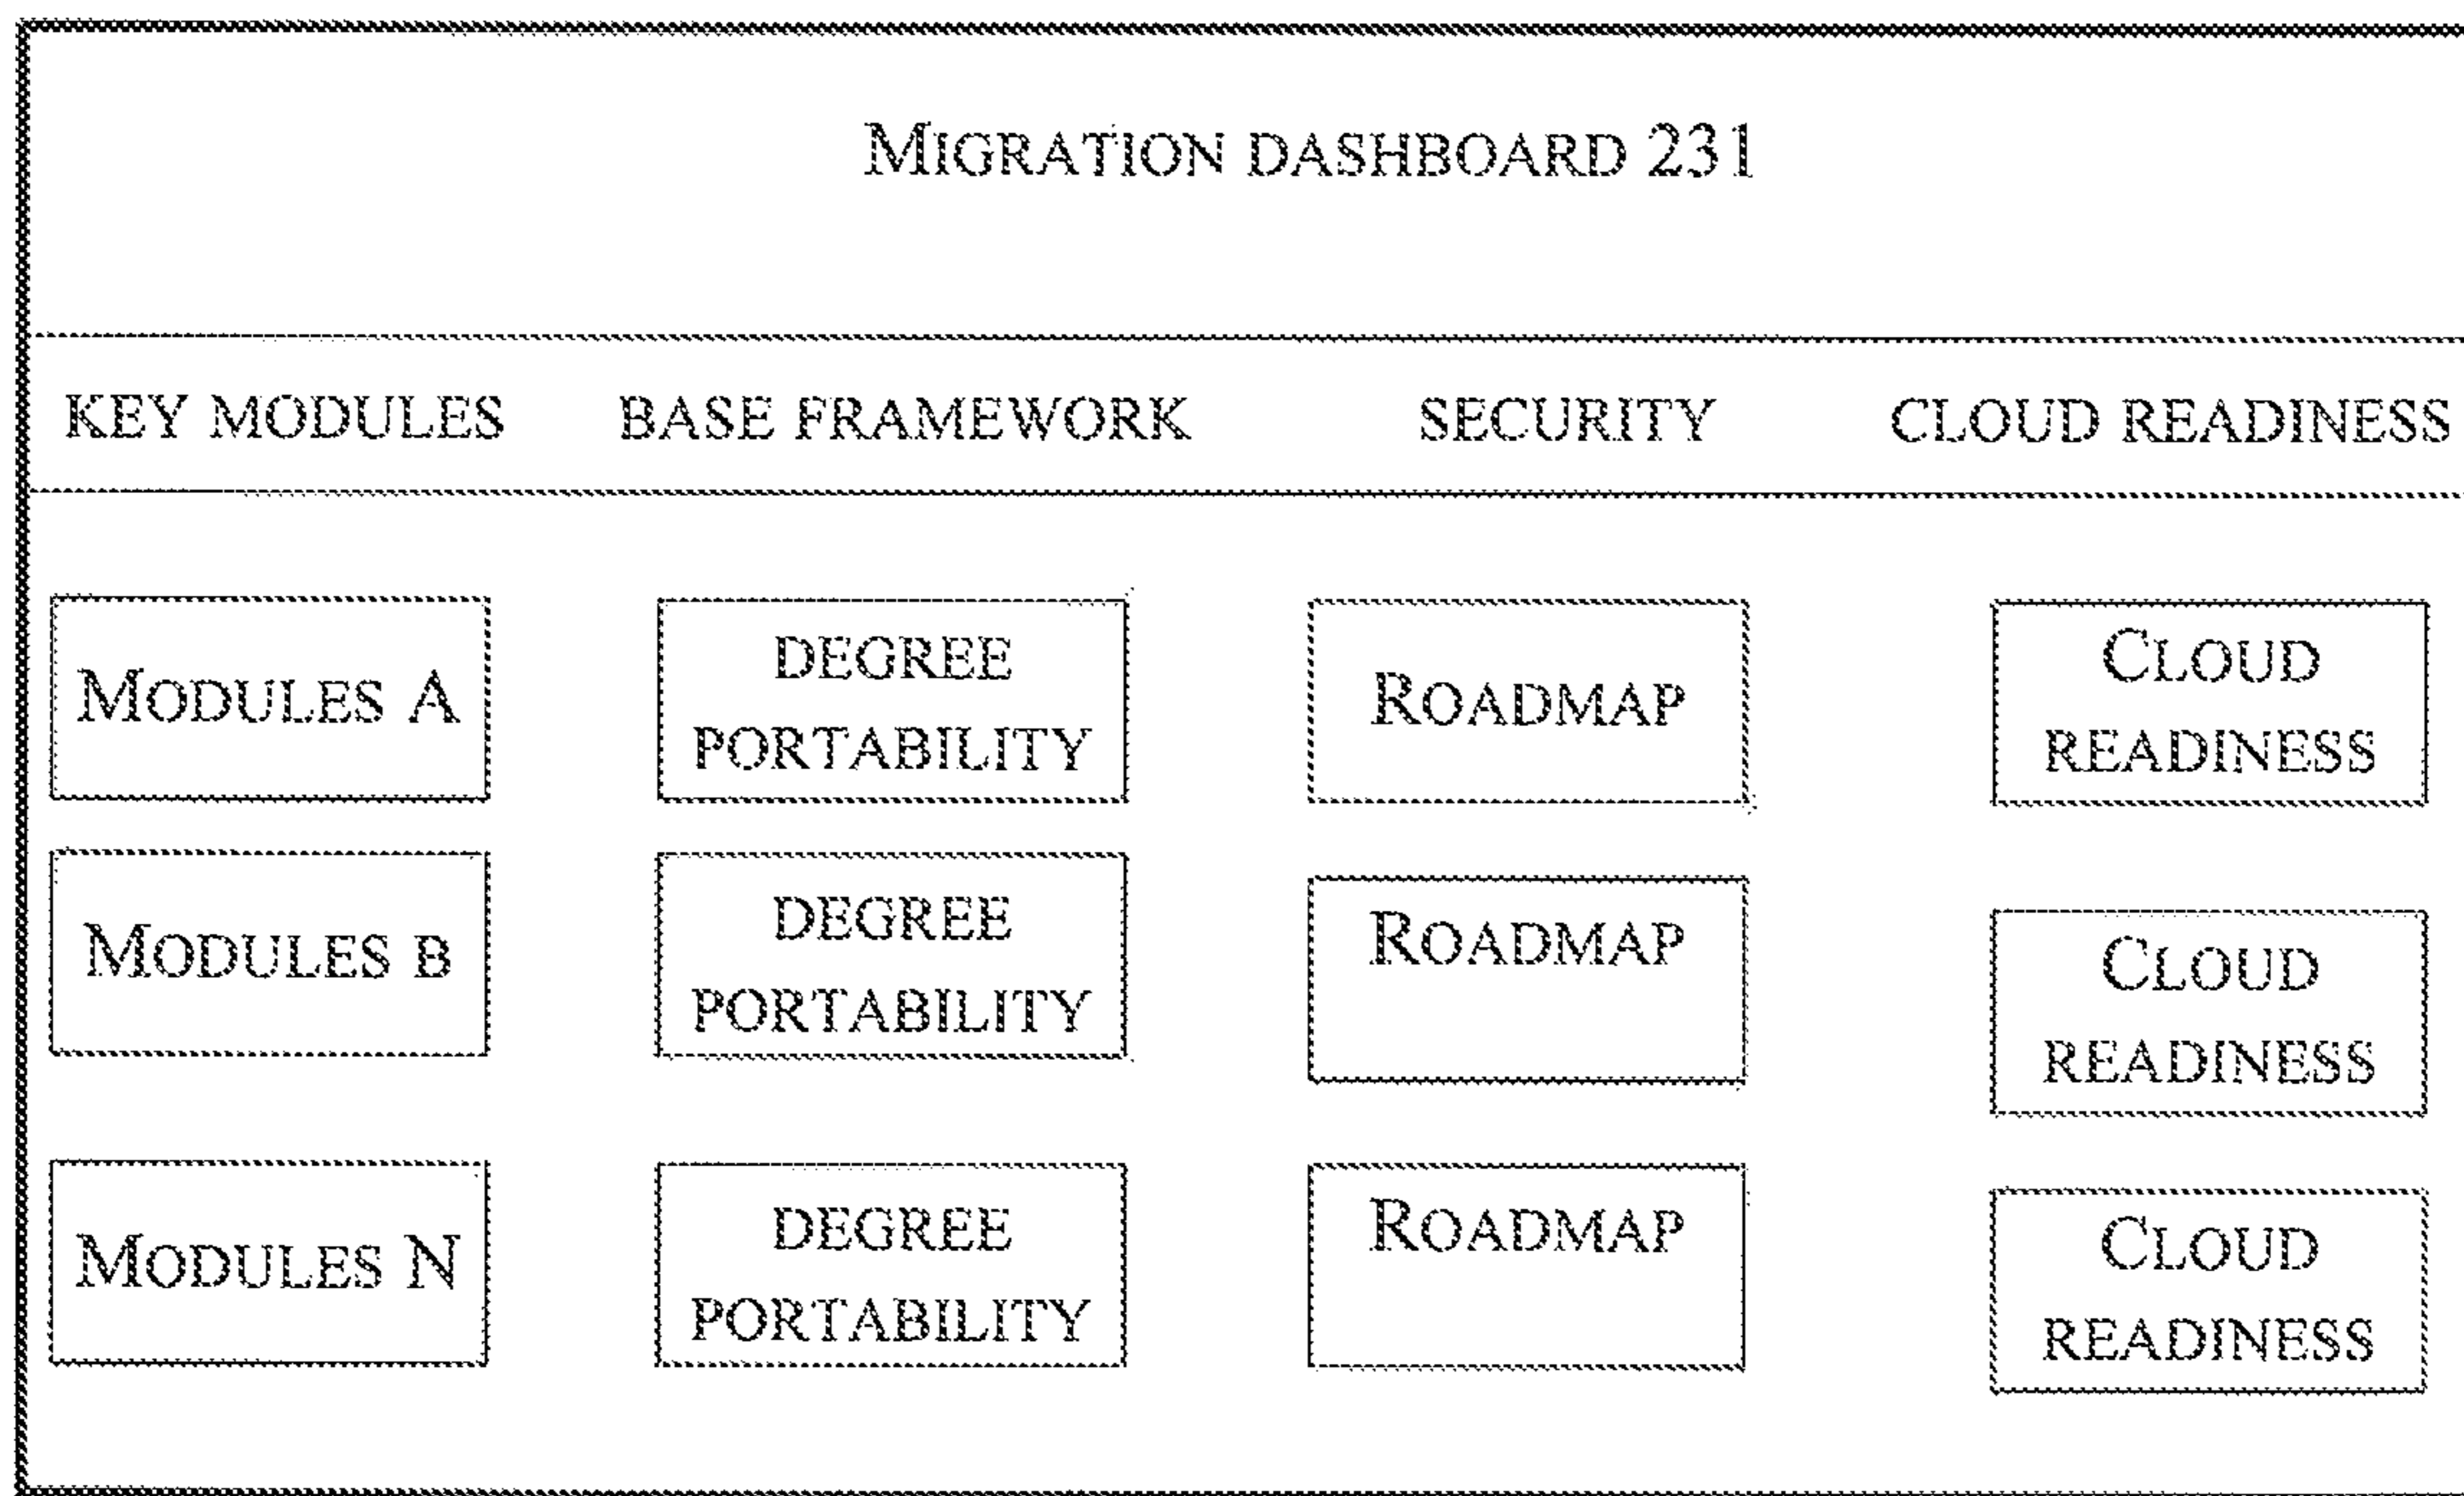 MIGRATION DASHBOARD 231
KEY MODULES BASE FRAMEWORK SECURITY CLOUD READINESS
MODULES A
DEGREE
PORTABILITY
ROADMAP
CLOUD
READINESS
MODULES B
DEGREE
PORTABILITY
ROADMAP
CLOUD
READINESS
MODULES N
DEGREE
PORTABILITY
ROADMAP
CLOUD
READINESS